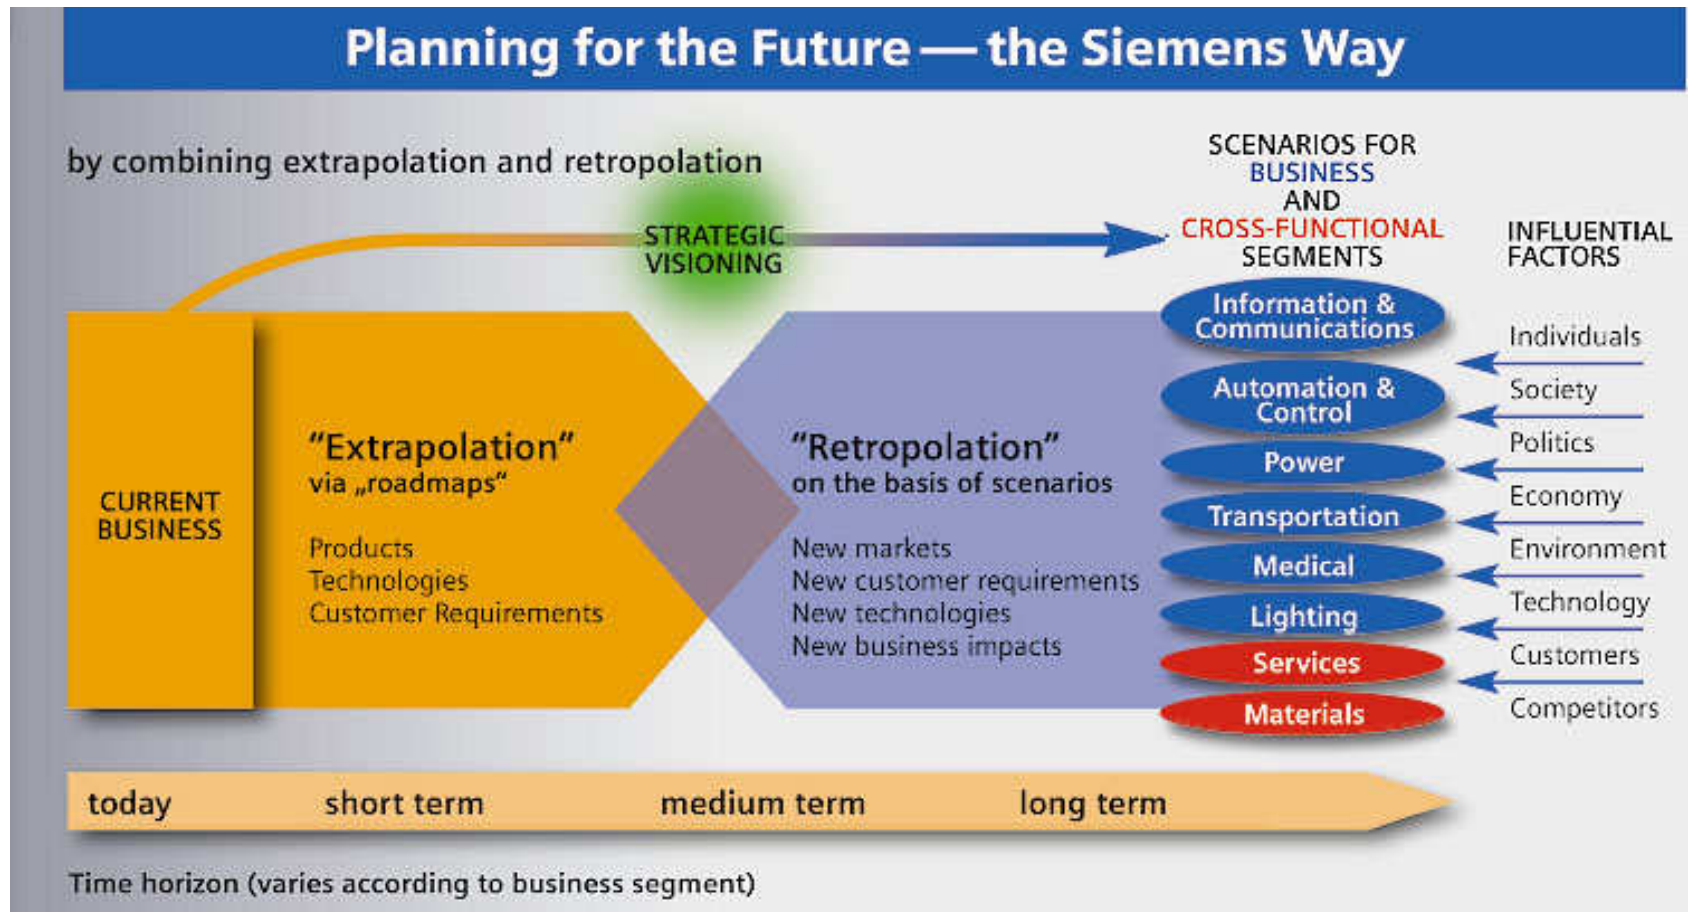 Planning for the Future — the Siemens Way
by combining extrapolation and retropolation
STRATEGIC
VISIONING
SCENARIOS FOR
BUSINESS
AND
CROSS-FUNCTIONAL
SEGMENTS
INFLUENTIAL
FACTORS
CURRENT
BUSINESS
“Extrapolation”
via „roadmaps“
Products
Technologies
Customer Requirements
“Retropolation”
on the basis of scenarios
New markets
New customer requirements
New technologies
New business impacts
Information &
Communications
Automation &
Control
Power
Transportation
Medical
Lighting
Services
Materials
Individuals
Society
Politics
Economy
Environment
Technology
Customers
Competitors
today
short term
medium term
long term
Time horizon (varies according to business segment)